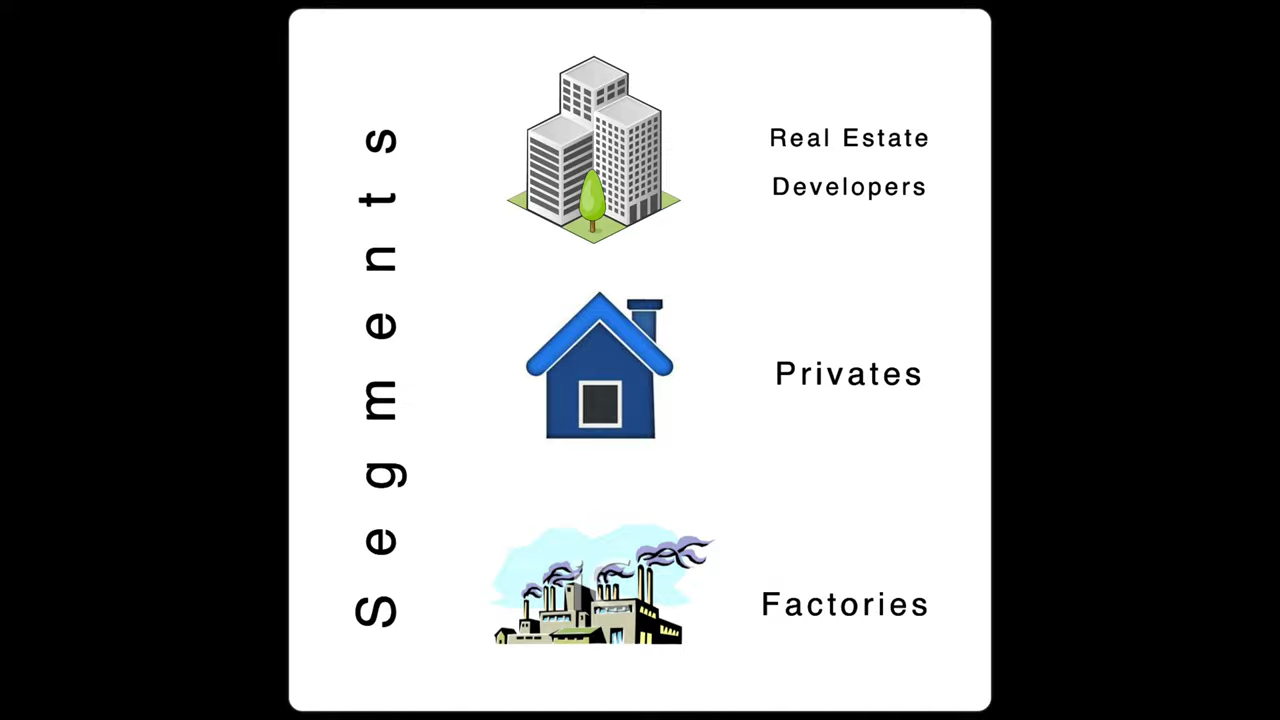 Segments
Real Estate
Developers
Privates
Factories